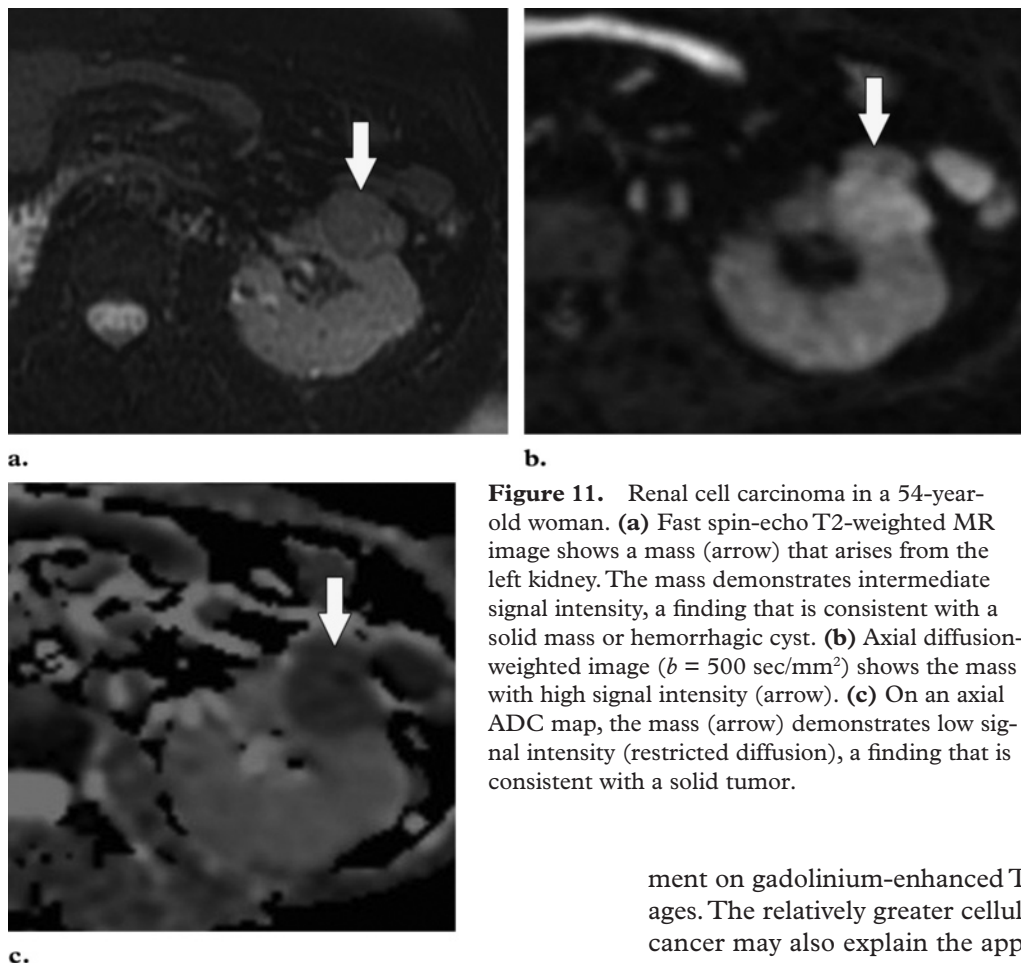 a.
b.
Figure 11. Renal cell carcinoma in a 54-year-
old woman. (a) Fast spin-echo T2-weighted MR
image shows a mass (arrow) that arises from the
left kidney. The mass demonstrates intermediate
signal intensity, a finding that is consistent with a
solid mass or hemorrhagic cyst. (b) Axial diffusion-
weighted image (b = 500 sec/mm²) shows the mass
with high signal intensity (arrow). (c) On an axial
ADC map, the mass (arrow) demonstrates low sig-
nal intensity (restricted diffusion), a finding that is
consistent with a solid tumor.
c.
ment on gadolinium-enhanced T
ages. The relatively greater cellul
cancer may also explain the app